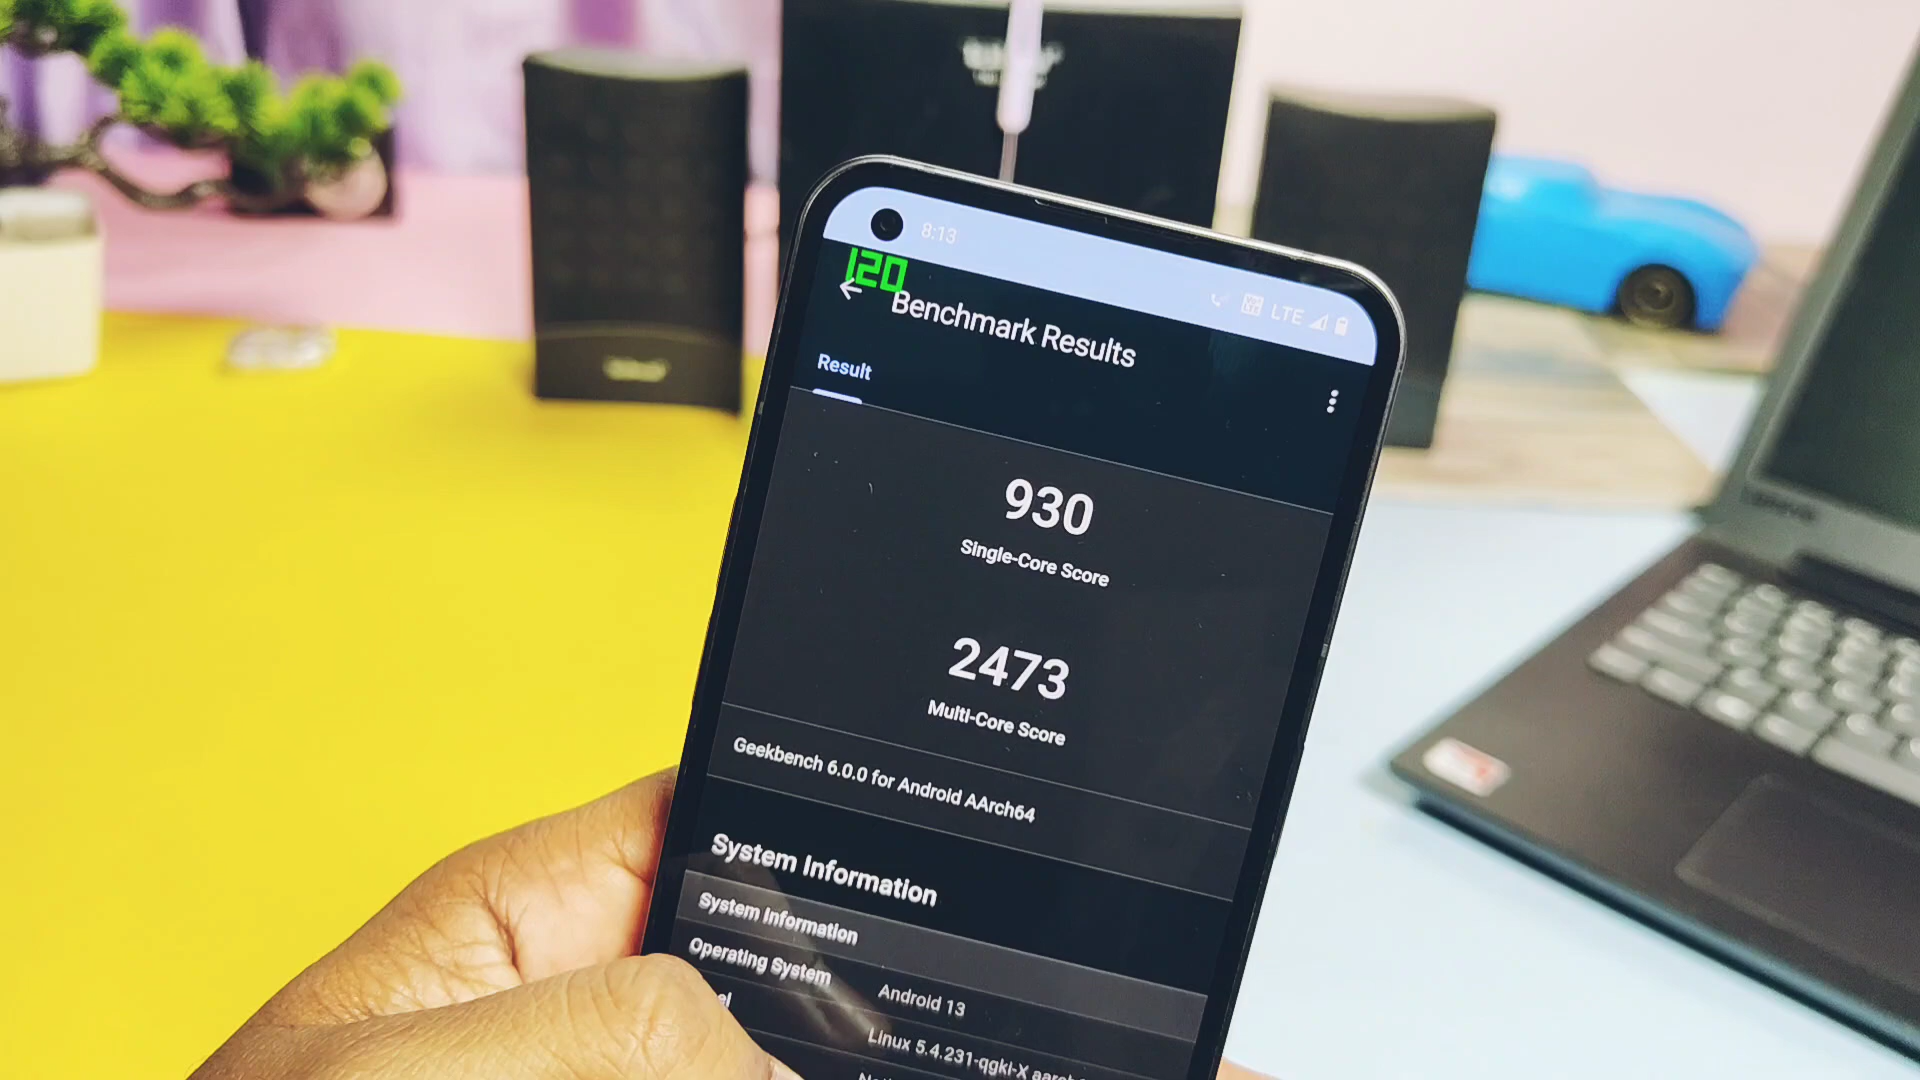 8:13
LTE
120
Benchmark Results
Result
930
Single-Core Score
2473
Multi-Core Score
Geekbench 6.0.0 for Android AArch64
System Information
System Information
Operating System Android 13
Linux 5.4.231-qgki-X